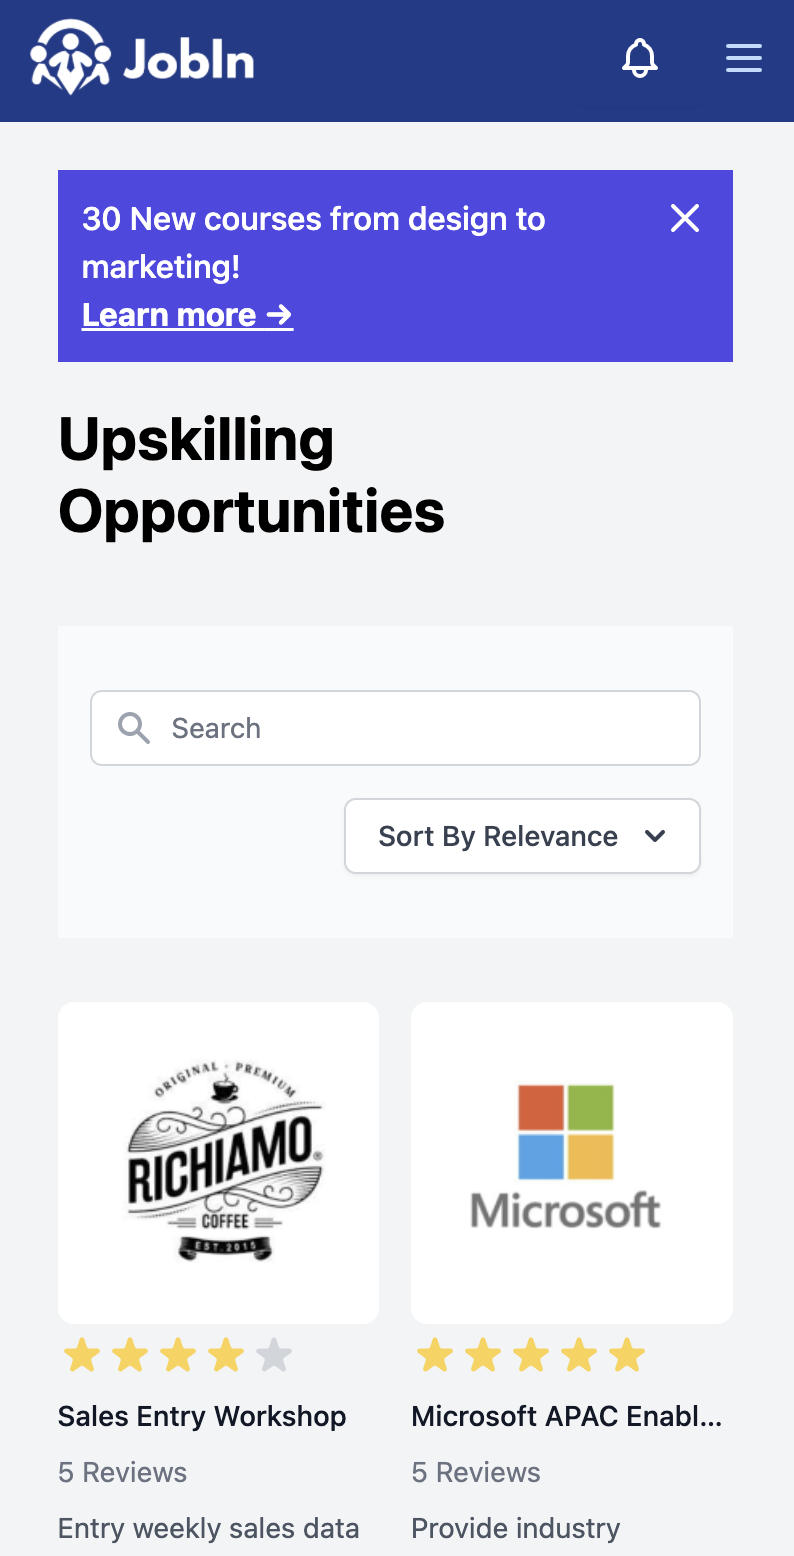 JobIn
30 New courses from design to
marketing!
Learn more →
Upskilling
Opportunities
Search
Sort By Relevance
ORIGINAL · PREMIUM
RICHIAMO®
COFFEE
EST. 2015
Microsoft
Sales Entry Workshop
5 Reviews
Entry weekly sales data
Microsoft APAC Enabl...
5 Reviews
Provide industry